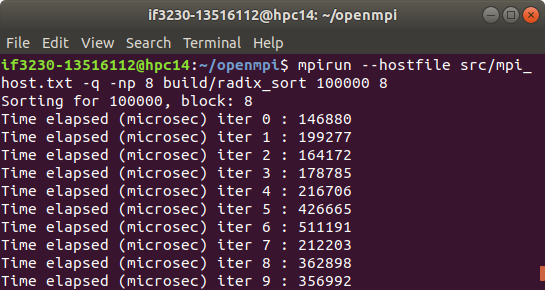 if3230-13516112@hpc14: ~/openmpi
File Edit View Search Terminal Help
if3230-13516112@hpc14:~/openmpi$ mpirun --hostfile src/mpi_
host.txt -q -np 8 build/radix_sort 100000 8
Sorting for 100000, block: 8
Time elapsed (microsec) iter 0 : 146880
Time elapsed (microsec) iter 1 : 199277
Time elapsed (microsec) iter 2 : 164172
Time elapsed (microsec) iter 3 : 178785
Time elapsed (microsec) iter 4 : 216706
Time elapsed (microsec) iter 5 : 426665
Time elapsed (microsec) iter 6 : 511191
Time elapsed (microsec) iter 7 : 212203
Time elapsed (microsec) iter 8 : 362898
Time elapsed (microsec) iter 9 : 356992